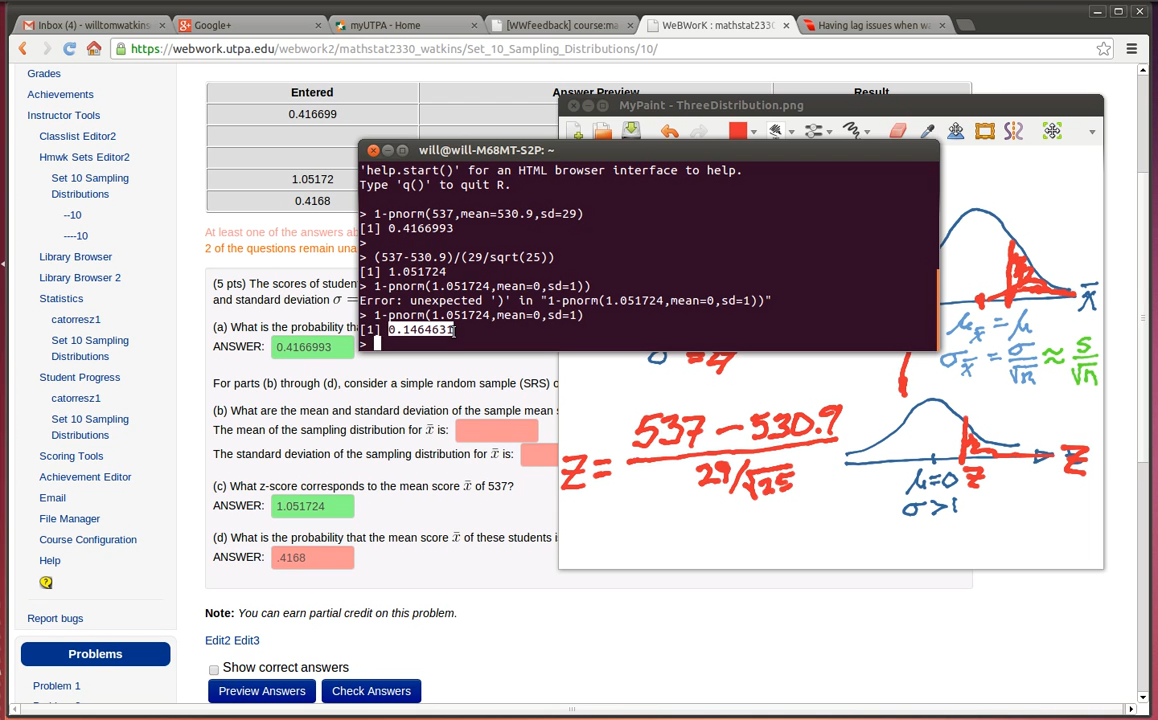 Inbox (4) - willtomwatkins
Google+
myUTPA - Home
[WWfeedback] course:ma
WeBWorK : mathstat2330
Having lag issues when w
https://webwork.utpa.edu/webwork2/mathstat2330_watkins/Set_10_Sampling_Distributions/10/
Grades
Achievements
Instructor Tools
Classlist Editor2
Hmwk Sets Editor2
Set 10 Sampling
Distributions
--10
----10
Library Browser
Library Browser 2
Statistics
catorresz1
Set 10 Sampling
Distributions
Student Progress
catorresz1
Set 10 Sampling
Distributions
Scoring Tools
Achievement Editor
Email
File Manager
Course Configuration
Help
Report bugs
Problems
Problem 1
Entered
Answer Preview
Result
0.416699
1.05172
0.4168
At least one of the answers ab
2 of the questions remain una
(5 pts) The scores of studen
and standard deviation σ =
(a) What is the probability tha
ANSWER: 0.4166993
For parts (b) through (d), consider a simple random sample (SRS) o
(b) What are the mean and standard deviation of the sample mean s
The mean of the sampling distribution for x̄ is:
The standard deviation of the sampling distribution for x̄ is:
(c) What z-score corresponds to the mean score x̄ of 537?
ANSWER: 1.051724
(d) What is the probability that the mean score x̄ of these students i
ANSWER: .4168
Note: You can earn partial credit on this problem.
Edit2 Edit3
Show correct answers
Preview Answers
Check Answers
MyPaint - ThreeDistribution.png
will@will-M68MT-S2P: ~
'help.start()' for an HTML browser interface to help.
Type 'q()' to quit R.
> 1-pnorm(537,mean=530.9,sd=29)
[1] 0.4166993
>
> (537-530.9)/(29/sqrt(25))
[1] 1.051724
> 1-pnorm(1.051724,mean=0,sd=1))
Error: unexpected ')' in "1-pnorm(1.051724,mean=0,sd=1))"
> 1-pnorm(1.051724,mean=0,sd=1)
[1] 0.1464631
>
x̄
μx̄ = μ
σx̄ = σ/√n ≈ s/√n
z = 537 - 530.9
29/√25
μ=0
z
z
σ>1